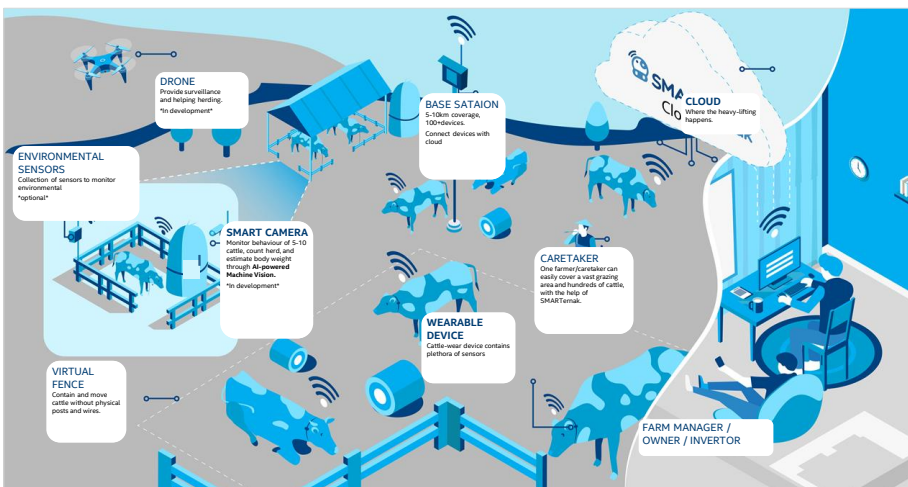 DRONE
Provide surveillance
and helping herding.
*In development*
BASE SATAION
5-10km coverage,
100+devices.
Connect devices with
cloud
SMA
Clo
CLOUD
Where the heavy-lifting
happens.
ENVIRONMENTAL
SENSORS
Collection of sensors to monitor
environmental
*optional*
SMART CAMERA
Monitor behaviour of 5-10
cattle, count herd, and
estimate body weight
through AI-powered
Machine Vision.
*In development*
CARETAKER
One farmer/caretaker can
easily cover a vast grazing
area and hundreds of cattle,
with the help of
SMARTernak.
WEARABLE
DEVICE
Cattle-wear device contains
plethora of sensors
VIRTUAL
FENCE
Contain and move
cattle without physical
posts and wires.
FARM MANAGER /
OWNER / INVERTOR